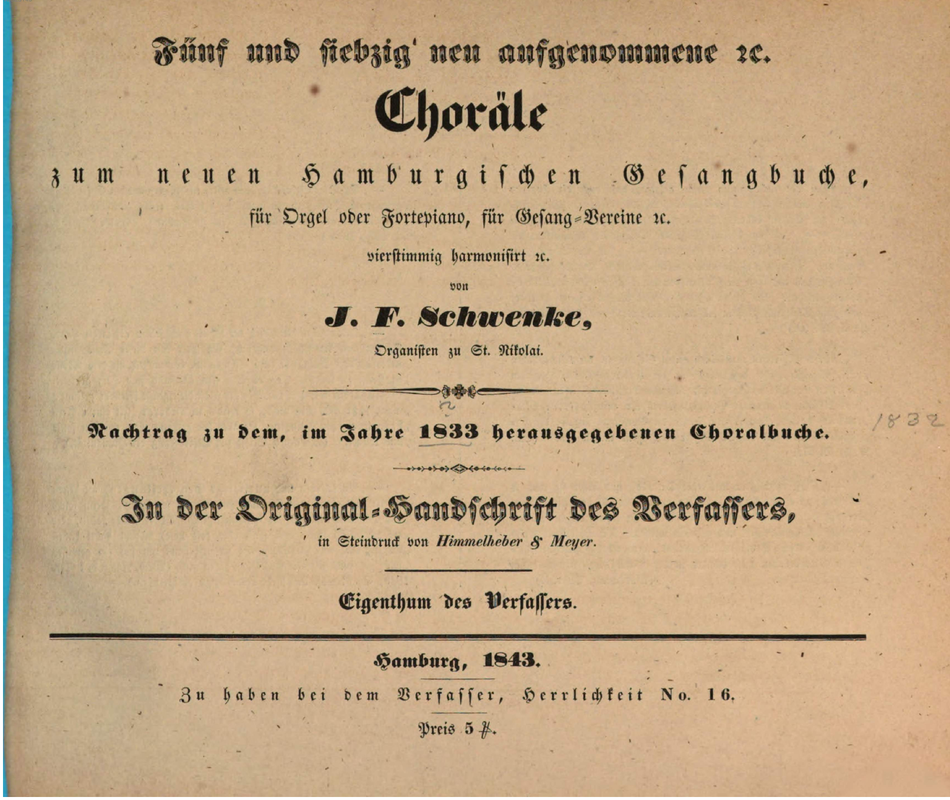 Fünf und siebzig neu aufgenommene ꝛc.
Choräle
zum neuen Hamburgischen Gesangbuche,
für Orgel oder Fortepiano, für Gesang-Vereine ꝛc.
vierstimmig harmonisirt ꝛc.
von
J. F. Schwenke,
Organisten zu St. Nikolai.
Nachtrag zu dem, im Jahre 1833 herausgegebenen Choralbuche.
1832
In der Original-Handschrift des Verfassers,
in Steindruck von Himmelheber & Meyer.
Eigenthum des Verfassers.
Hamburg, 1843.
Zu haben bei dem Verfasser, Herrlichkeit No. 16.
Preis 5